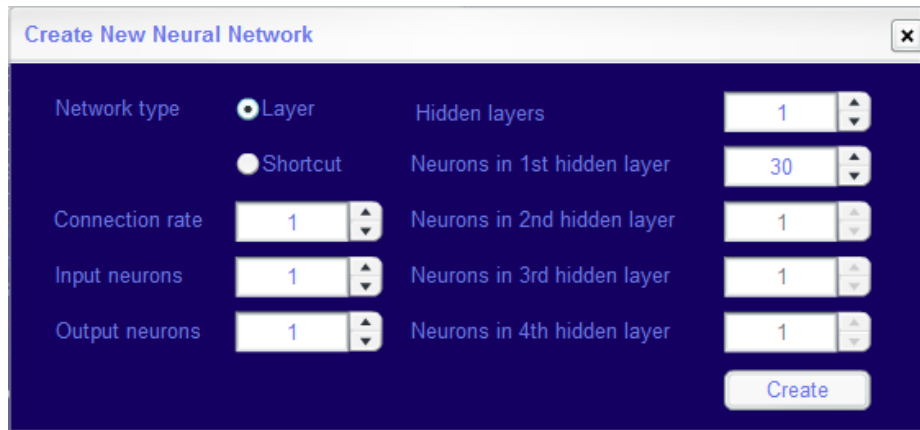 Create New Neural Network
Network type Layer Hidden layers 1
Shortcut Neurons in 1st hidden layer 30
Connection rate 1 Neurons in 2nd hidden layer 1
Input neurons 1 Neurons in 3rd hidden layer 1
Output neurons 1 Neurons in 4th hidden layer 1
Create